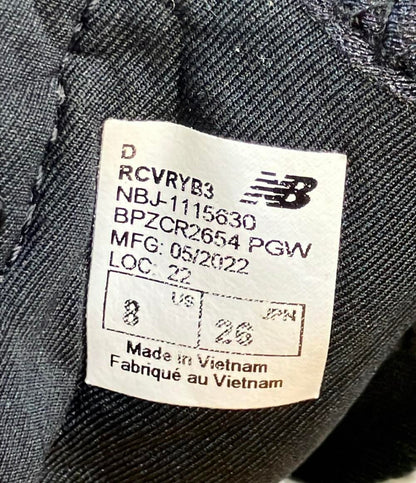 D
RCVRYB3
NBJ-1115630
BPZCR2654 PGW
MFG: 05/2022
LOC: 22
8 US 26 JPN
Made in Vietnam
Fabriqué au Vietnam